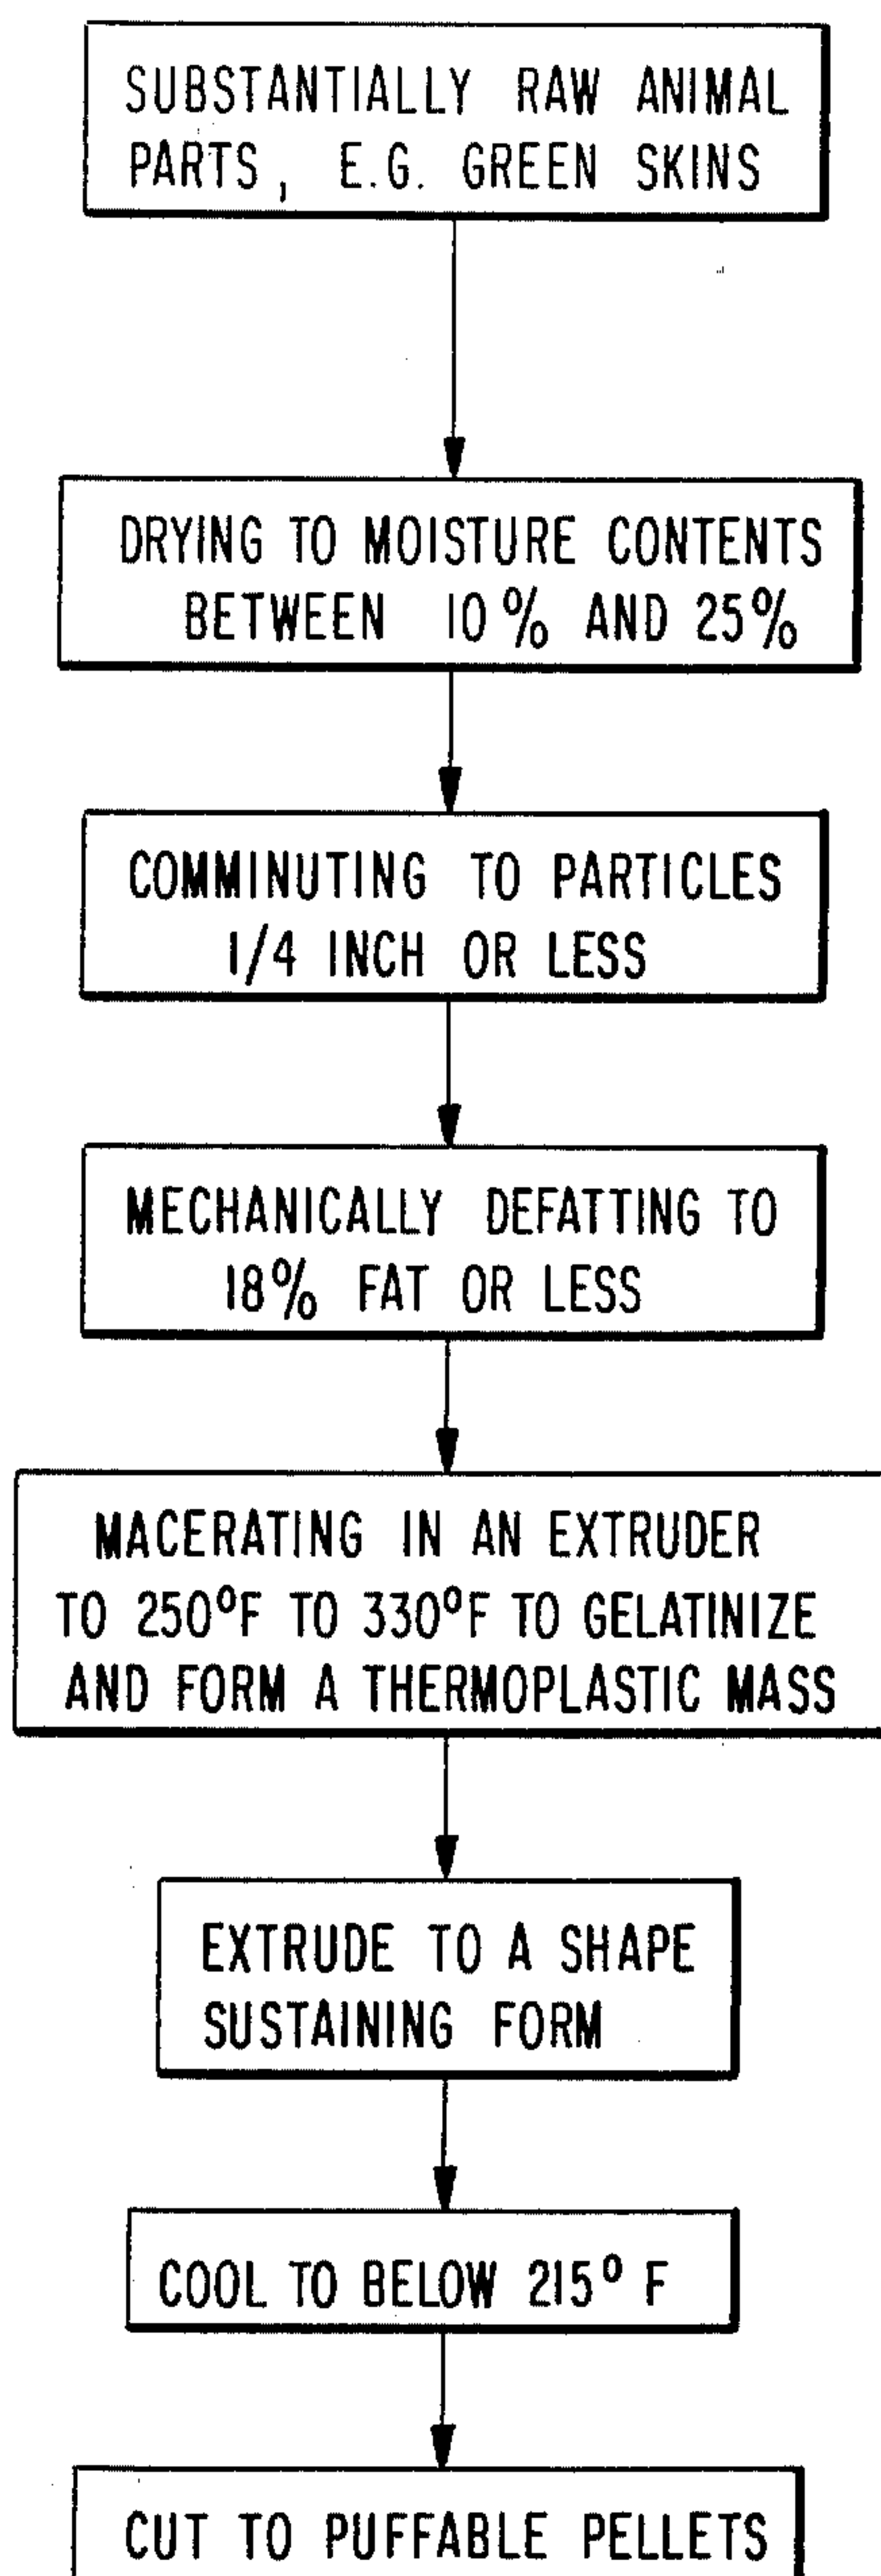 SUBSTANTIALLY RAW ANIMAL
PARTS, E.G. GREEN SKINS
DRYING TO MOISTURE CONTENTS
BETWEEN 10% AND 25%
COMMINUTING TO PARTICLES
1/4 INCH OR LESS
MECHANICALLY DEFATTING TO
18% FAT OR LESS
MACERATING IN AN EXTRUDER
TO 250°F TO 330°F TO GELATINIZE
AND FORM A THERMOPLASTIC MASS
EXTRUDE TO A SHAPE
SUSTAINING FORM
COOL TO BELOW 215° F
CUT TO PUFFABLE PELLETS